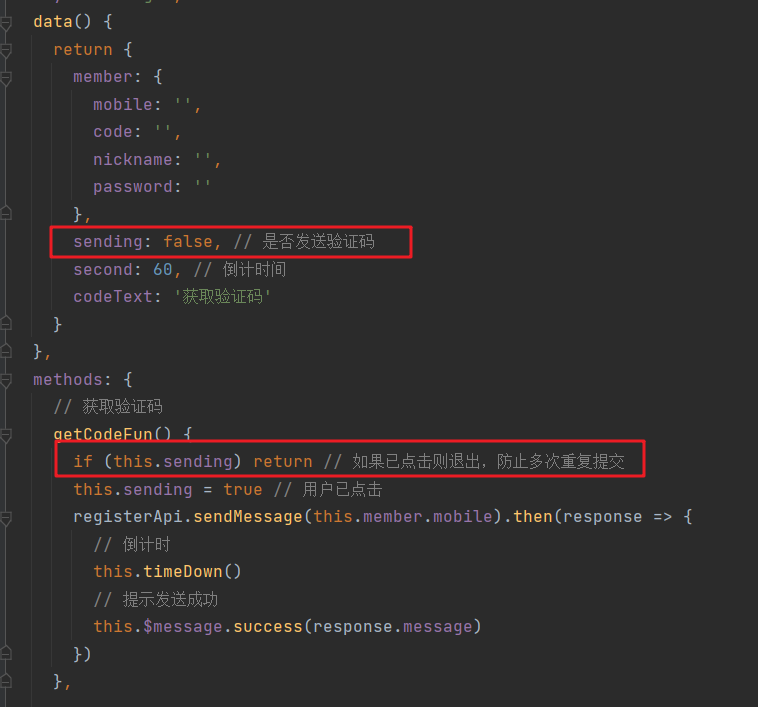 data() {
return {
member: {
mobile: '',
code: '',
nickname: '',
password: ''
},
sending: false, // 是否发送验证码
second: 60, // 倒计时间
codeText: '获取验证码'
}
},
methods: {
// 获取验证码
getCodeFun() {
if (this.sending) return // 如果已点击则退出，防止多次重复提交
this.sending = true // 用户已点击
registerApi.sendMessage(this.member.mobile).then(response => {
// 倒计时
this.timeDown()
// 提示发送成功
this.$message.success(response.message)
})
},